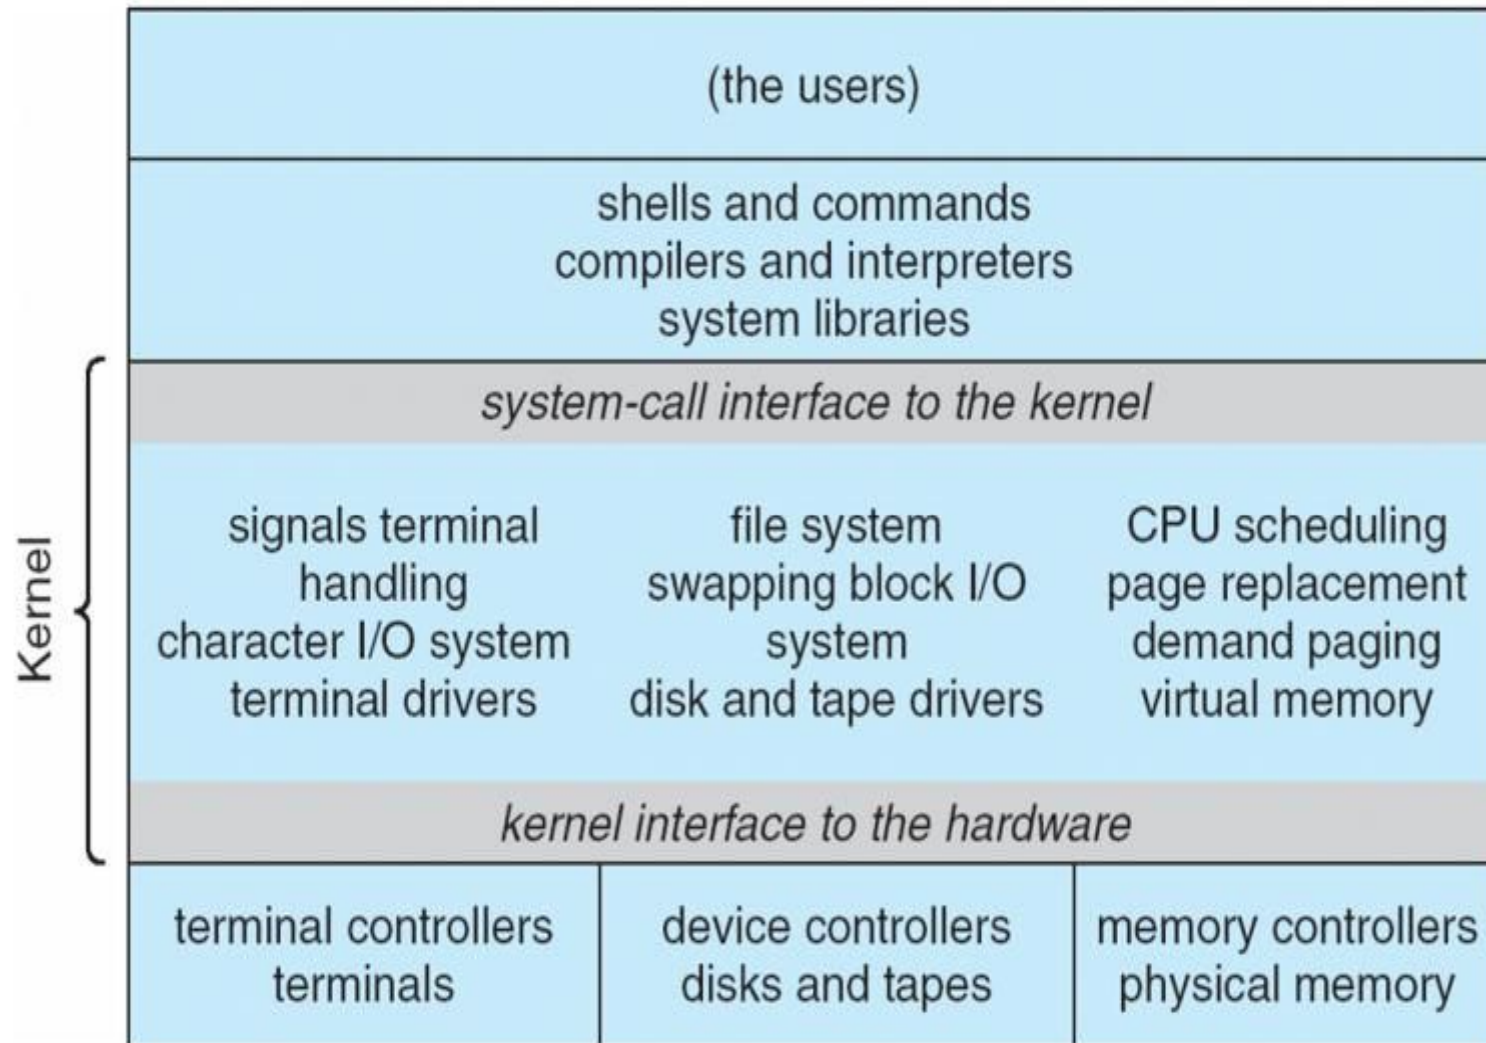 (the users)
shells and commands
compilers and interpreters
system libraries
Kernel
system-call interface to the kernel
signals terminal
handling
character I/O system
terminal drivers
file system
swapping block I/O
system
disk and tape drivers
CPU scheduling
page replacement
demand paging
virtual memory
kernel interface to the hardware
terminal controllers
terminals
device controllers
disks and tapes
memory controllers
physical memory